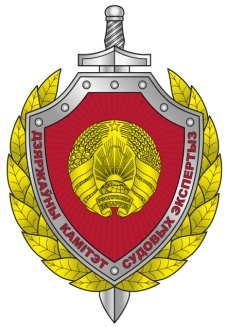 ДЗЯРЖАЎНЫ КАМІТЭТ
СУДОВЫХ ЭКСПЕРТЫЗ